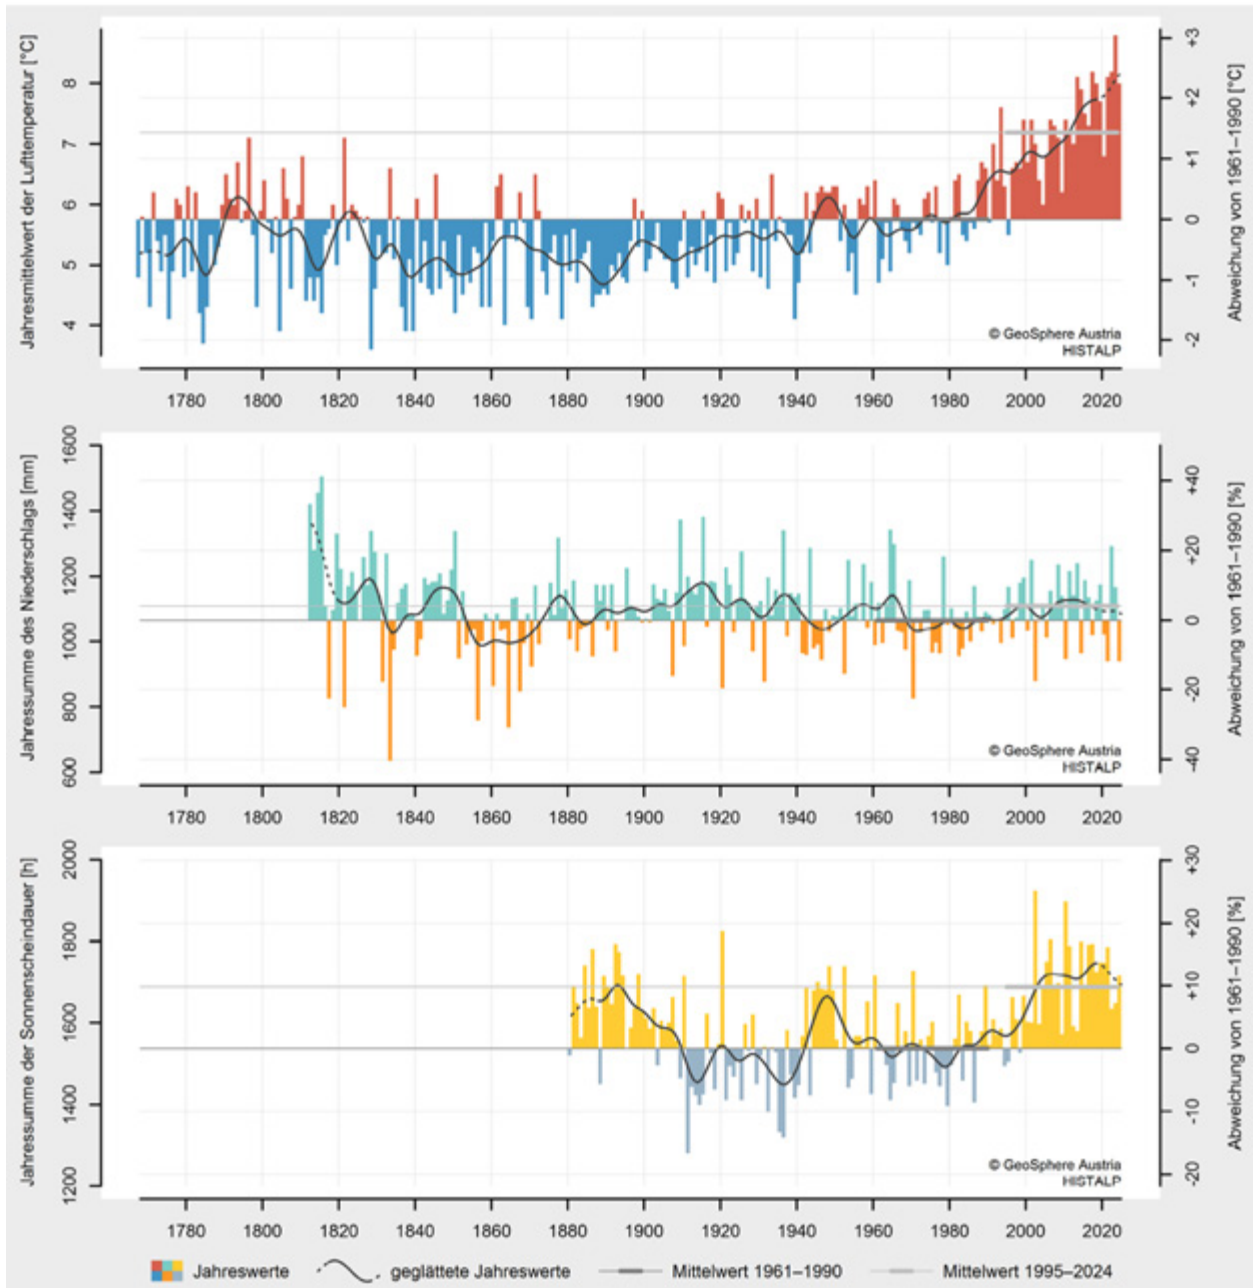 Jahresmittelwert der Lufttemperatur [°C]
8
7
6
5
4
Abweichung von 1961–1990 [°C]
+3
+2
+1
0
-1
-2
© GeoSphere Austria
HISTALP
1780 1800 1820 1840 1860 1880 1900 1920 1940 1960 1980 2000 2020
Jahressumme des Niederschlags [mm]
1600
1400
1200
1000
800
600
Abweichung von 1961–1990 [%]
+40
+20
0
-20
-40
© GeoSphere Austria
HISTALP
1780 1800 1820 1840 1860 1880 1900 1920 1940 1960 1980 2000 2020
Jahressumme der Sonnenscheindauer [h]
2000
1800
1600
1400
1200
Abweichung von 1961–1990 [%]
+30
+20
+10
0
-10
-20
© GeoSphere Austria
HISTALP
1780 1800 1820 1840 1860 1880 1900 1920 1940 1960 1980 2000 2020
Jahreswerte geglättete Jahreswerte Mittelwert 1961–1990 Mittelwert 1995–2024